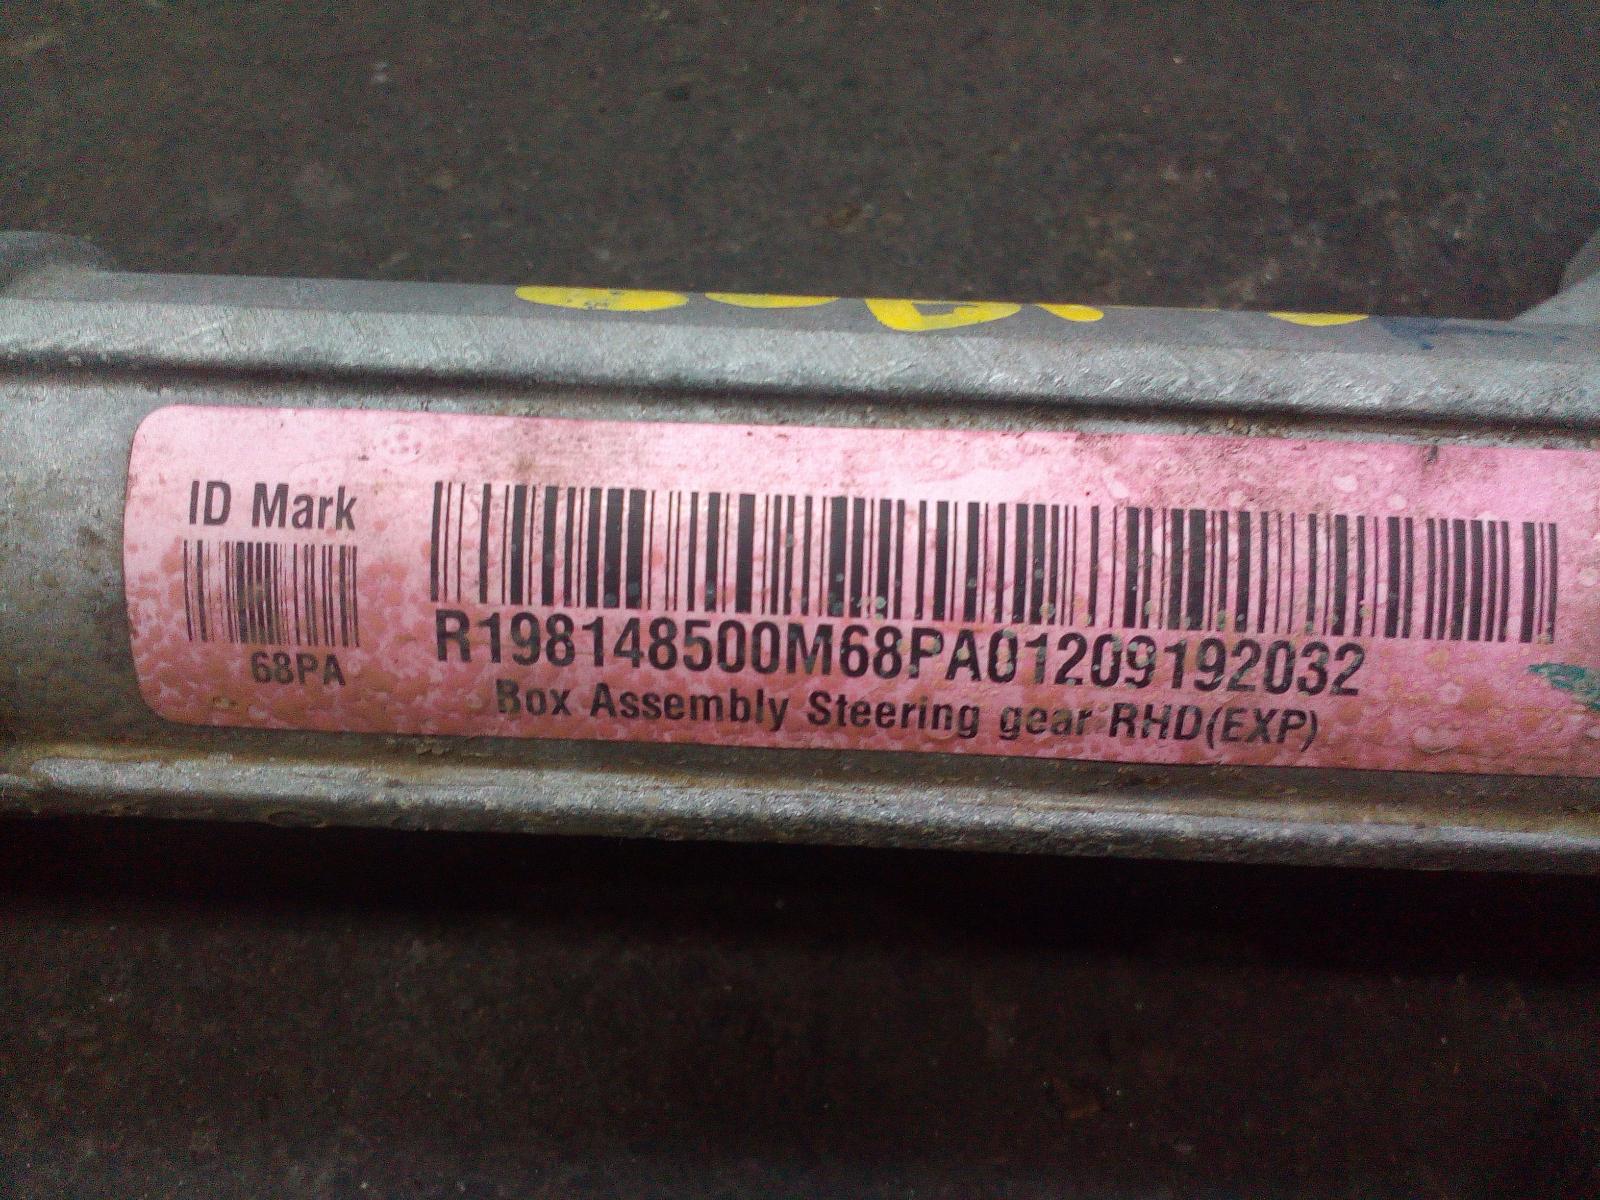 ID Mark
R198148500M68PA01209192032
68PA
Box Assembly Steering gear RHD(EXP)